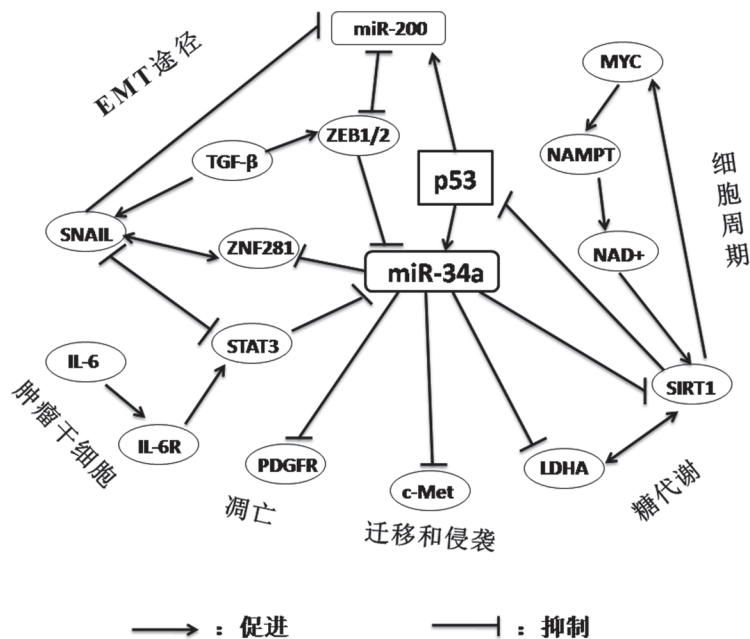 miR-200
EMT途径
MYC
ZEB1/2
TGF-β
NAMPT
p53
细胞周期
SNAIL
ZNF281
NAD+
miR-34a
STAT3
IL-6
SIRT1
肿瘤干细胞
IL-6R
PDGFR
LDHA
c-Met
凋亡
糖代谢
迁移和侵袭
：促进
：抑制